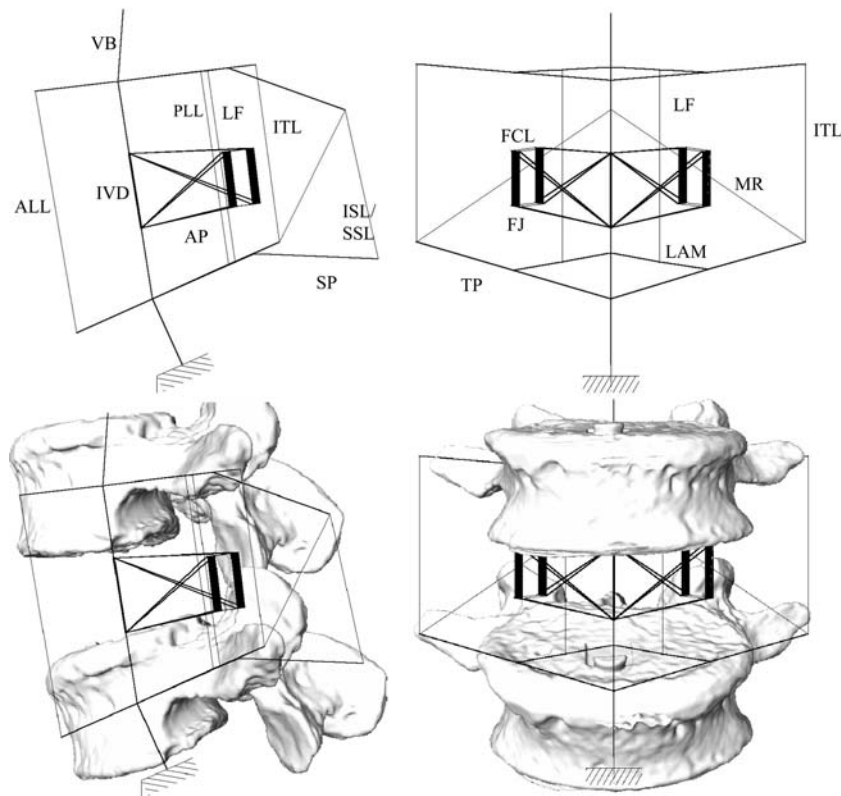 VB
PLL
LF
ITL
ALL
IVD
AP
ISL/
SSL
SP
LF
ITL
FCL
MR
FJ
LAM
TP